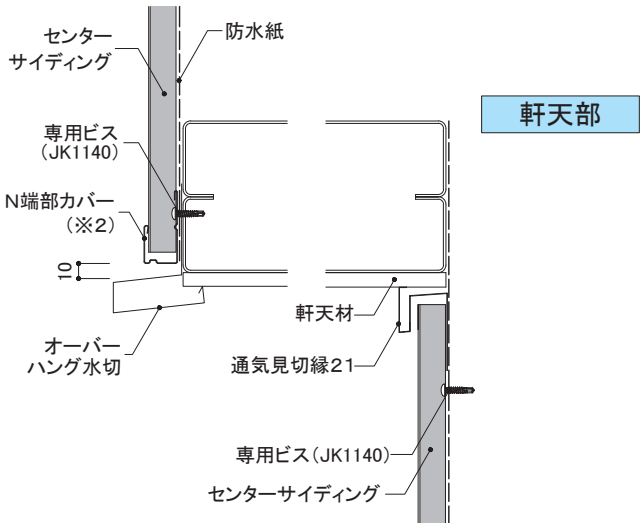 センター
サイディング
防水紙
軒天部
専用ビス
(JK1140)
N端部カバー
(※2)
10
オーバー
ハング水切
軒天材
通気見切縁21
専用ビス(JK1140)
センターサイディング